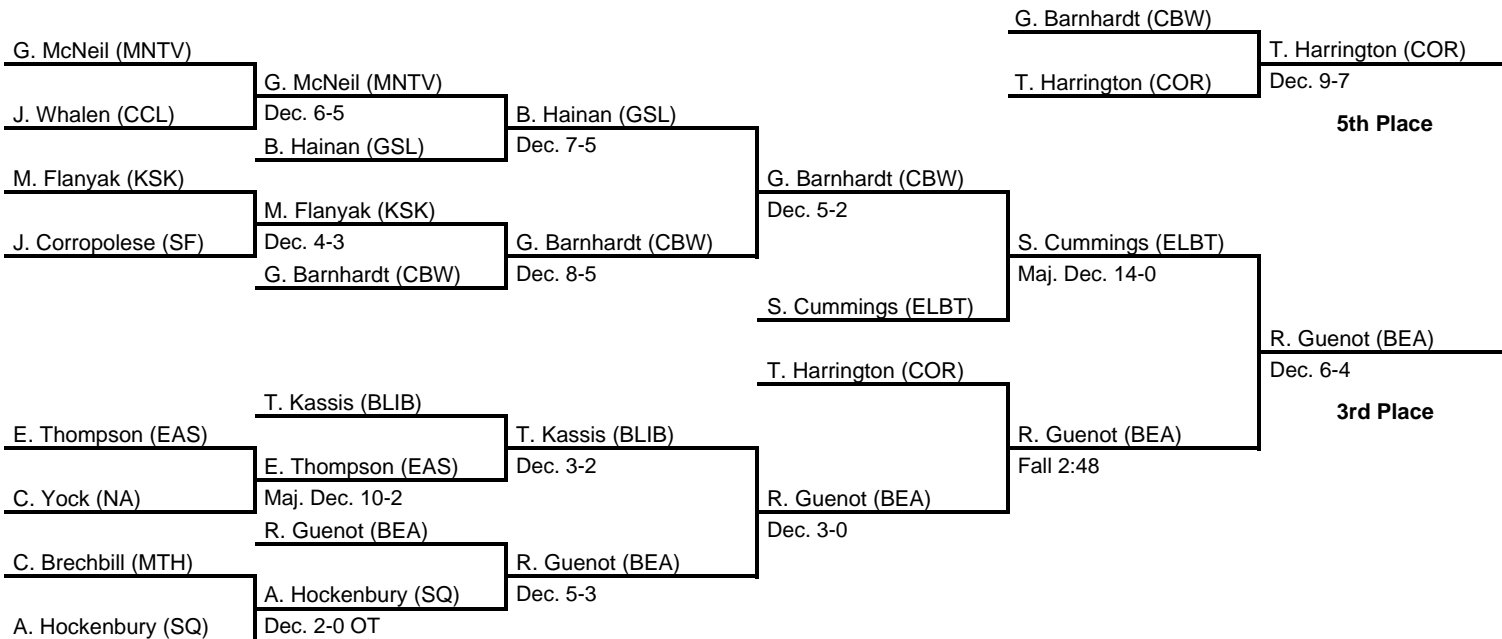 G. Barnhardt (CBW)
G. McNeil (MNTV)
T. Harrington (COR)
G. McNeil (MNTV)
T. Harrington (COR)
Dec. 9-7
J. Whalen (CCL)
Dec. 6-5
B. Hainan (GSL)
5th Place
B. Hainan (GSL)
Dec. 7-5
M. Flanyak (KSK)
G. Barnhardt (CBW)
M. Flanyak (KSK)
Dec. 5-2
J. Corropolese (SF)
Dec. 4-3
G. Barnhardt (CBW)
S. Cummings (ELBT)
G. Barnhardt (CBW)
Dec. 8-5
Maj. Dec. 14-0
S. Cummings (ELBT)
R. Guenot (BEA)
T. Harrington (COR)
Dec. 6-4
T. Kassis (BLIB)
3rd Place
E. Thompson (EAS)
T. Kassis (BLIB)
R. Guenot (BEA)
E. Thompson (EAS)
Dec. 3-2
Fall 2:48
C. Yock (NA)
Maj. Dec. 10-2
R. Guenot (BEA)
R. Guenot (BEA)
Dec. 3-0
C. Brechbill (MTH)
R. Guenot (BEA)
A. Hockenbury (SQ)
Dec. 5-3
A. Hockenbury (SQ)
Dec. 2-0 OT